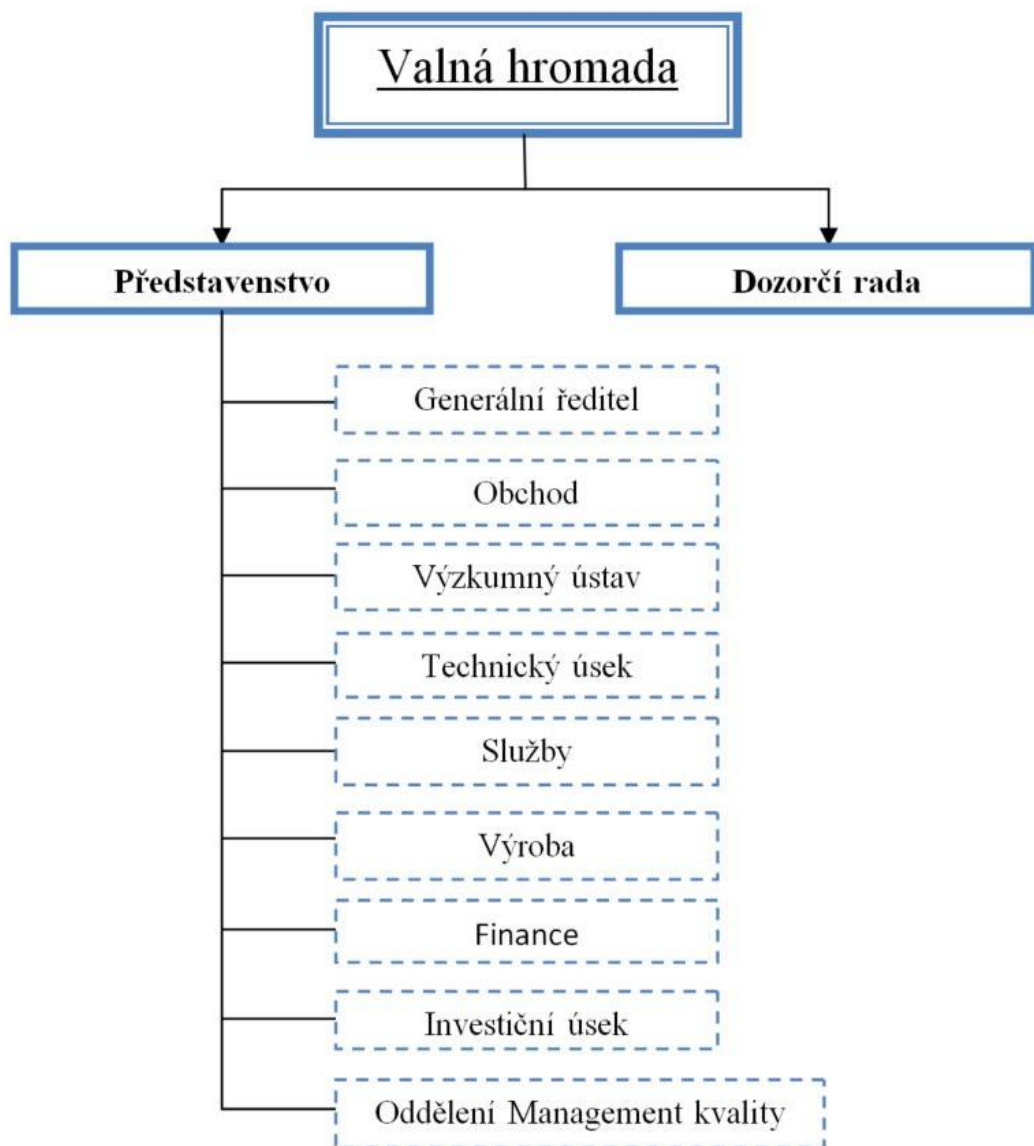 Valná hromada
Představenstvo
Dozorčí rada
Generální ředitel
Obchod
Výzkumný ústav
Technický úsek
Služby
Výroba
Finance
Investiční úsek
Oddělení Management kvality